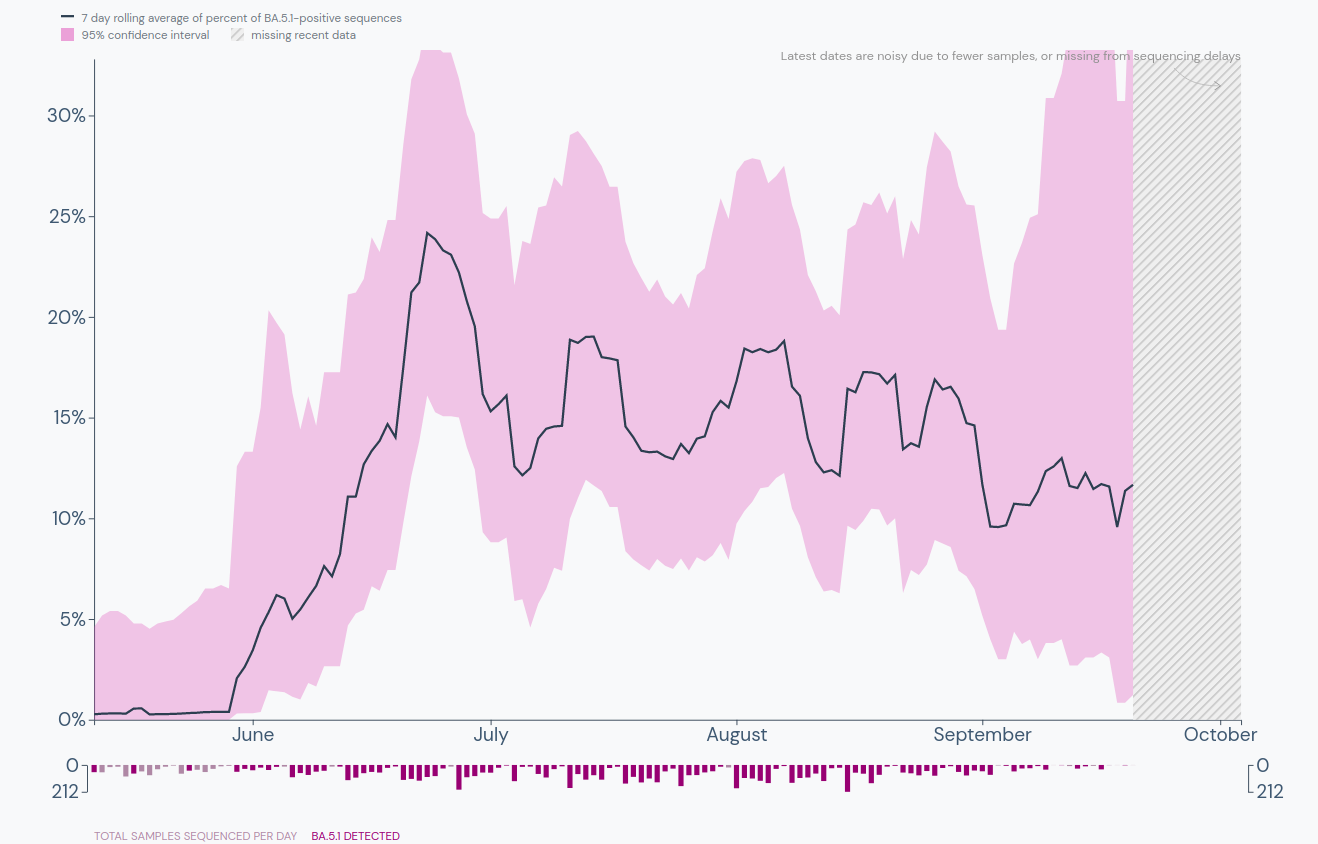 7 day rolling average of percent of BA.5.1-positive sequences
95% confidence interval missing recent data
Latest dates are noisy due to fewer samples, or missing from sequencing delays
30%
25%
20%
15%
10%
5%
0%
June July August September October
0 0
212 212
TOTAL SAMPLES SEQUENCED PER DAY BA.5.1 DETECTED